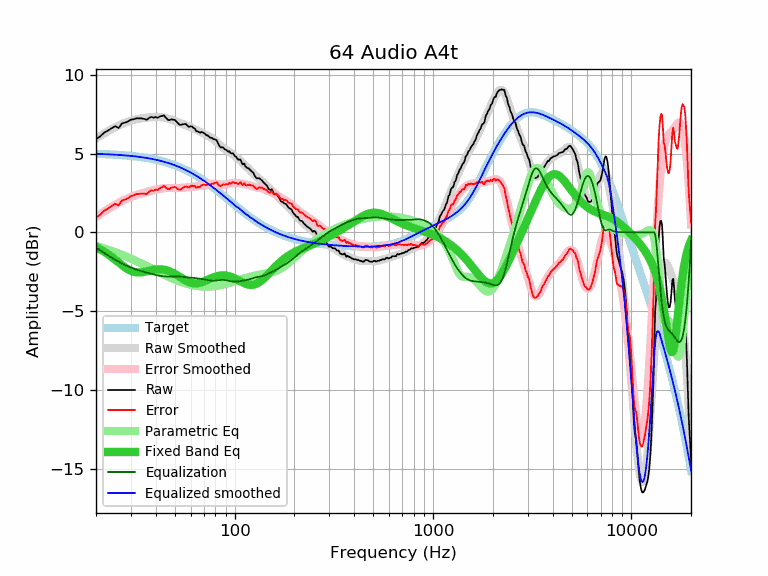 64 Audio A4t
10
5
0
−5
−10
−15
Amplitude (dBr)
Target
Raw Smoothed
Error Smoothed
Raw
Error
Parametric Eq
Fixed Band Eq
Equalization
Equalized smoothed
100
1000
10000
Frequency (Hz)